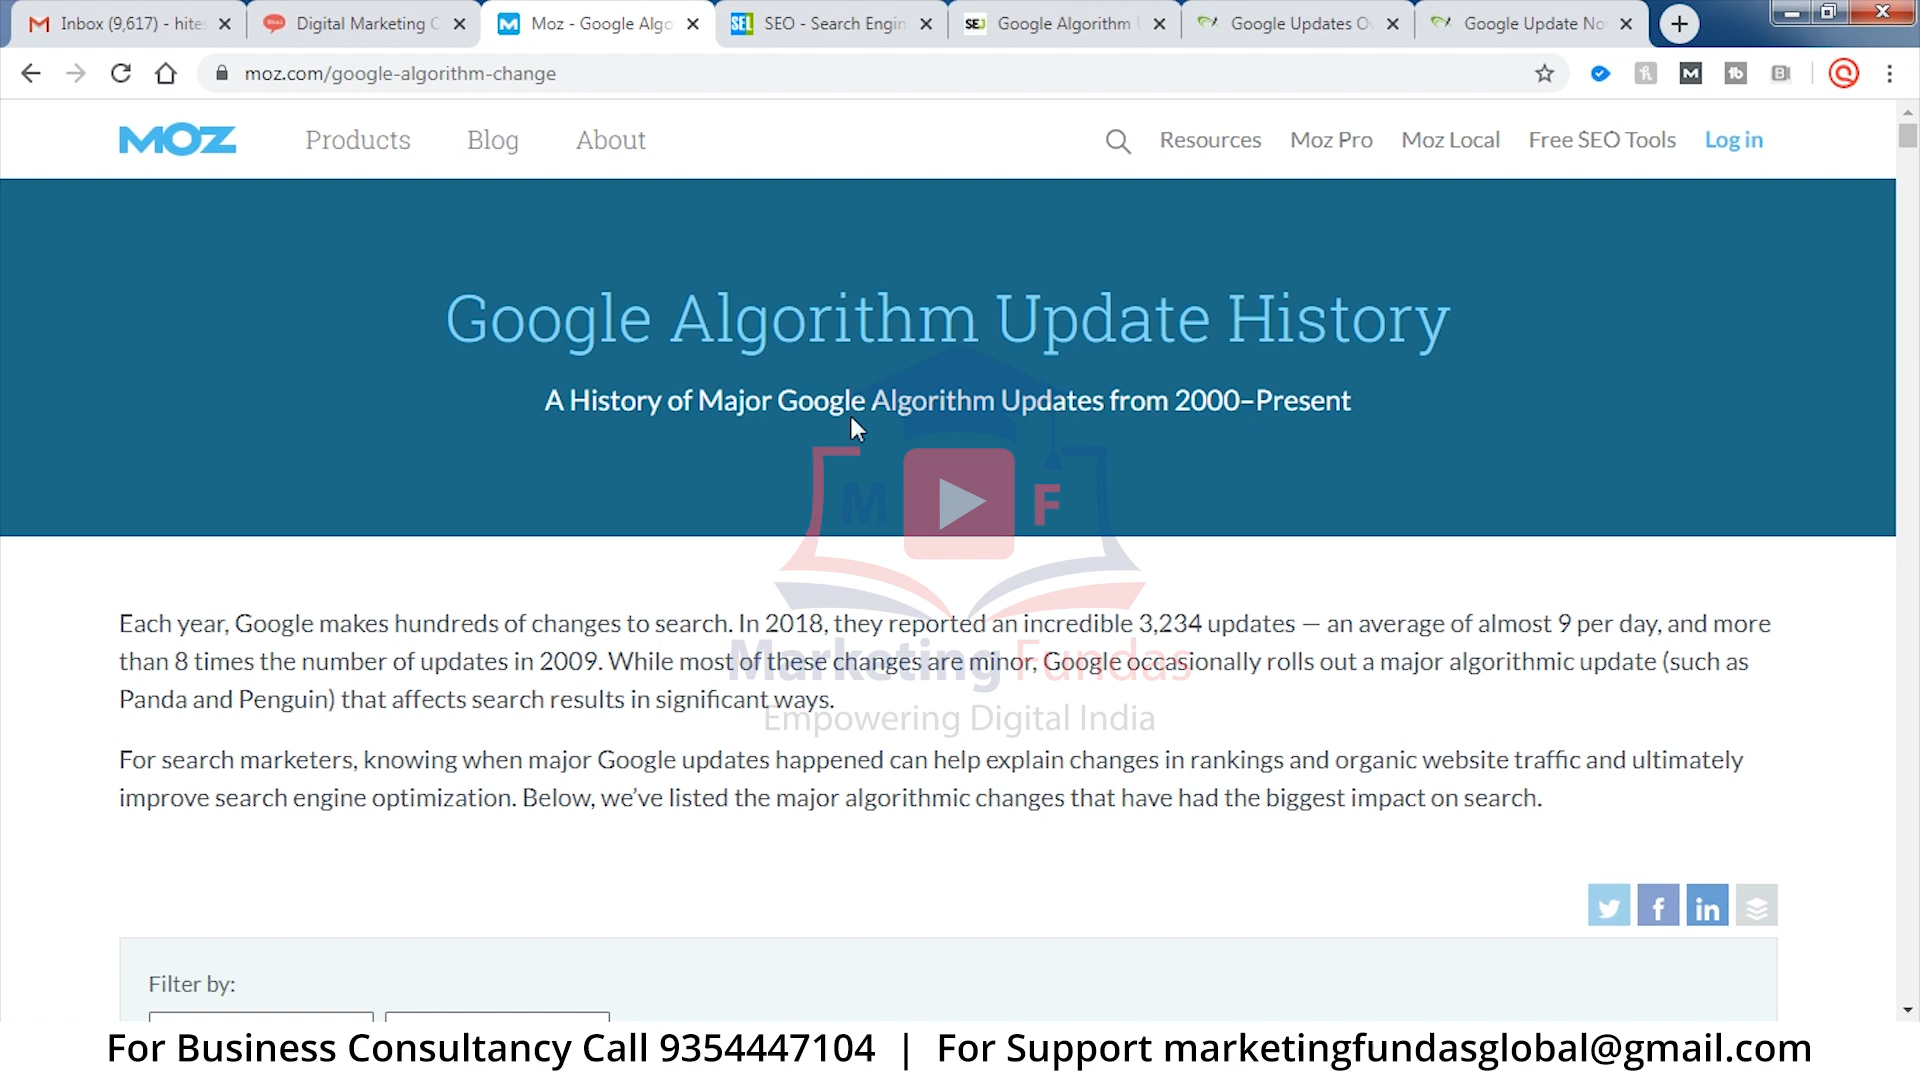 Inbox (9,617) - hites
Digital Marketing C
Moz - Google Algo
SEO - Search Engin
Google Algorithm U
Google Updates Ov
Google Update No
moz.com/google-algorithm-change
MOZ Products Blog About Resources Moz Pro Moz Local Free SEO Tools Log in
Google Algorithm Update History
A History of Major Google Algorithm Updates from 2000–Present
M F
Each year, Google makes hundreds of changes to search. In 2018, they reported an incredible 3,234 updates — an average of almost 9 per day, and more
than 8 times the number of updates in 2009. While most of these changes are minor, Google occasionally rolls out a major algorithmic update (such as
Panda and Penguin) that affects search results in significant ways.
Marketing Fundas
Empowering Digital India
For search marketers, knowing when major Google updates happened can help explain changes in rankings and organic website traffic and ultimately
improve search engine optimization. Below, we’ve listed the major algorithmic changes that have had the biggest impact on search.
Filter by:
For Business Consultancy Call 9354447104 | For Support marketingfundasglobal@gmail.com